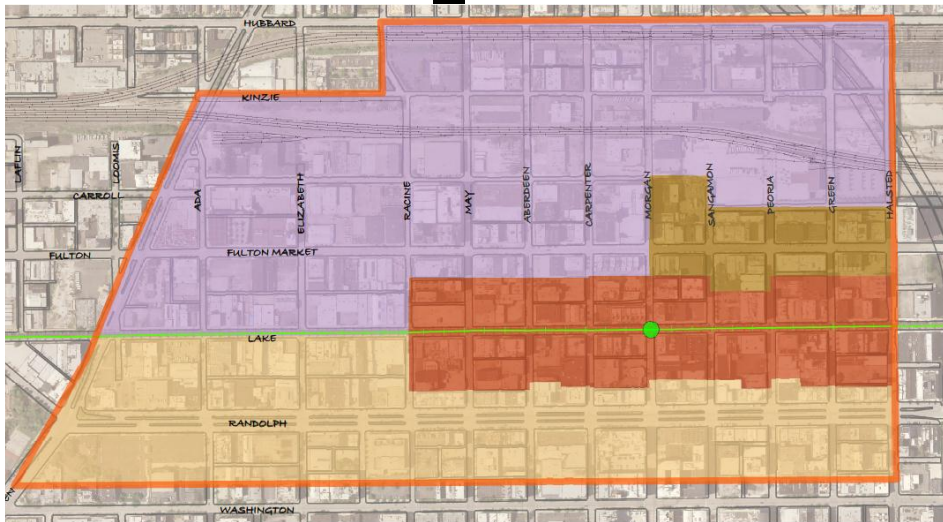 HUBBARD
KINZIE
LAFLIN
LOOMIS
CARROLL
ADA
ELIZABETH
RACINE
MAY
ABERDEEN
CARPENTER
MORGAN
SANGAMON
PEORIA
GREEN
HALSTED
FULTON
FULTON MARKET
LAKE
RANDOLPH
ON
WASHINGTON